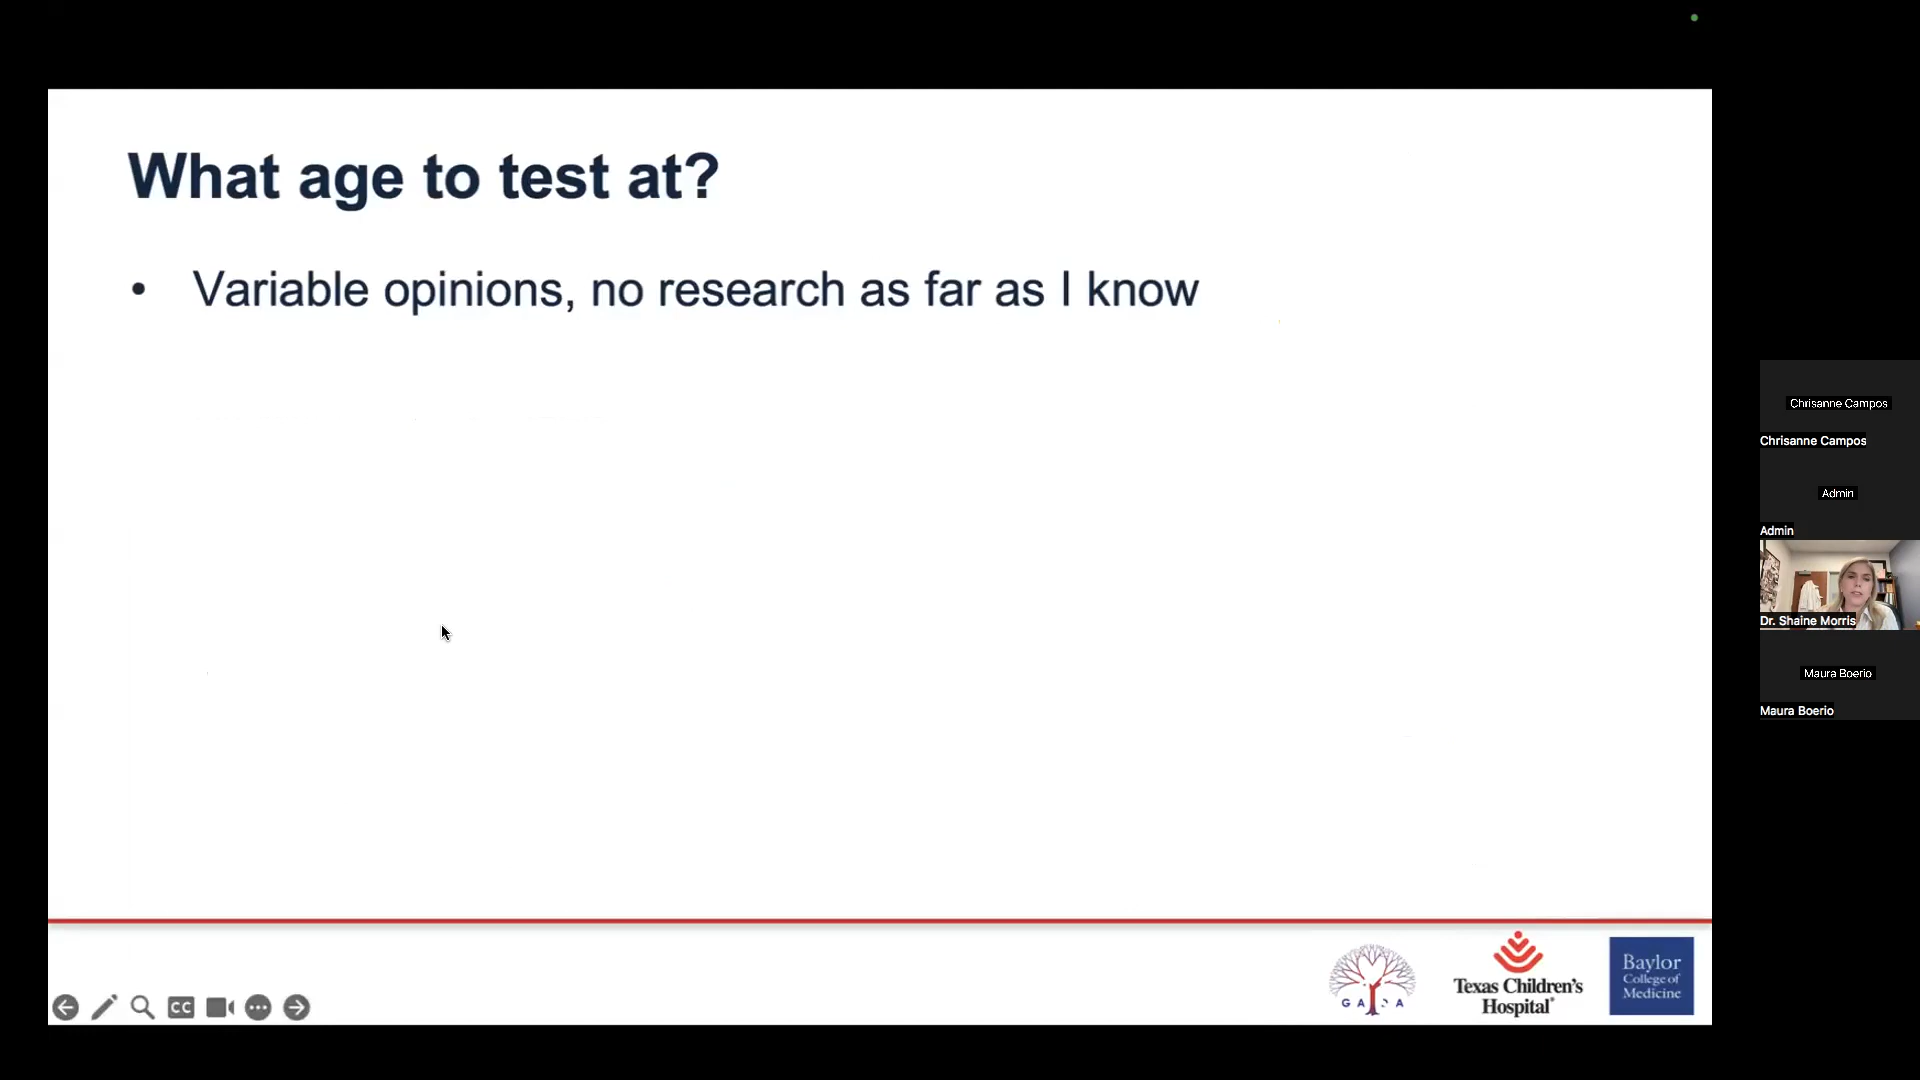 What age to test at?
• Variable opinions, no research as far as I know
Chrisanne Campos
Chrisanne Campos
Admin
Admin
Dr. Shaine Morris
Maura Boerio
Maura Boerio
CC
Texas Children's
Hospital
Baylor
College of
Medicine